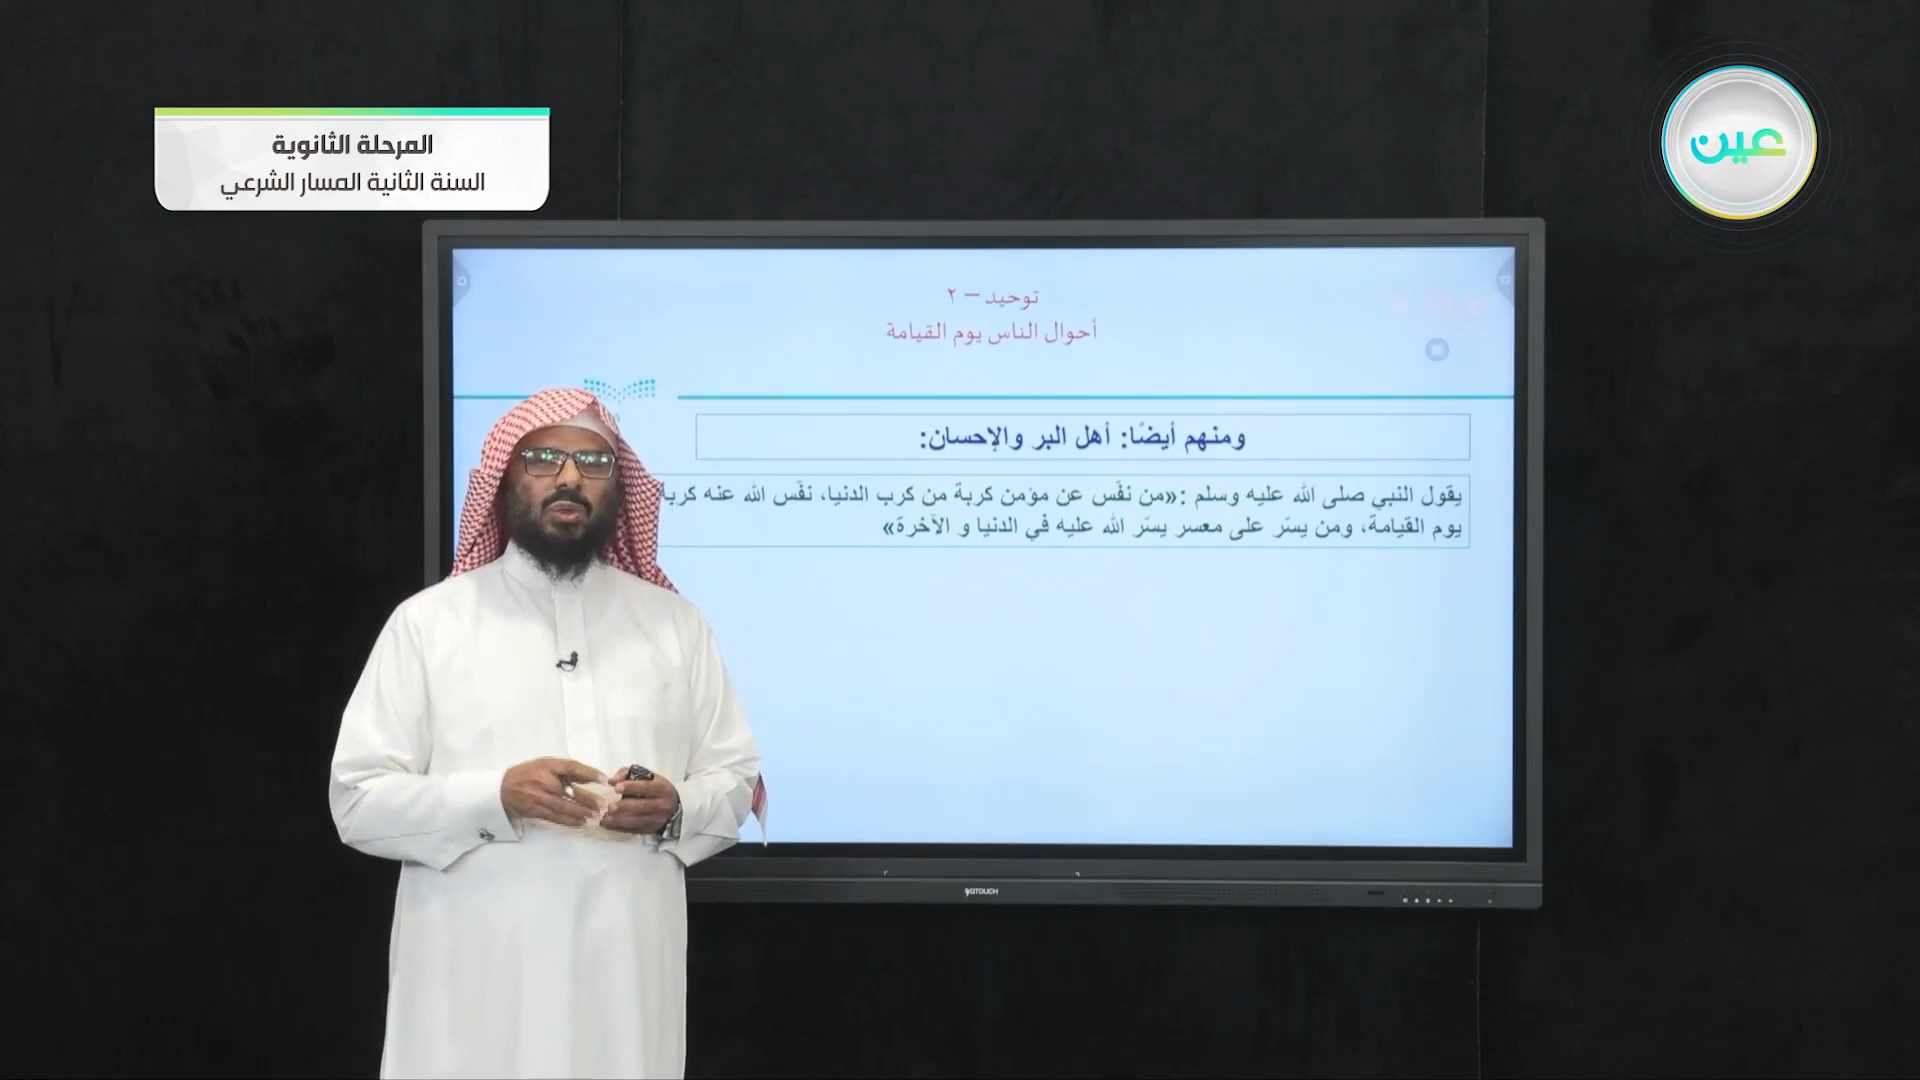 المرحلة الثانوية
السنة الثانية المسار الشرعي
عين
توحيد – ٢
أحوال الناس يوم القيامة
ومنهم أيضًا: أهل البر والإحسان:
يقول النبي صلى الله عليه وسلم :«من نفّس عن مؤمن كربة من كرب الدنيا، نفّس الله عنه كربة
يوم القيامة، ومن يسّر على معسر يسّر الله عليه في الدنيا و الآخرة»
YQTOUCH